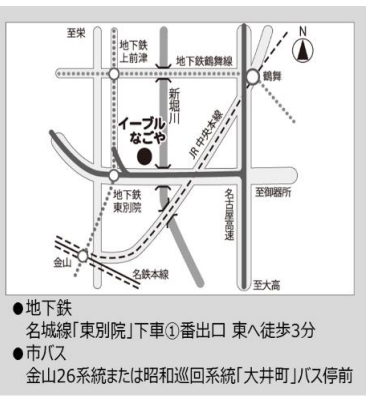 至栄
N
地下鉄
上前津
地下鉄鶴舞線
鶴舞
新堀川
イーブル
なごや
JR中央本線
地下鉄
東別院
名古屋高速
至御器所
金山
名鉄本線
至大高
●地下鉄
名城線「東別院」下車①番出口 東へ徒歩3分
●市バス
金山26系統または昭和巡回系統「大井町」バス停前